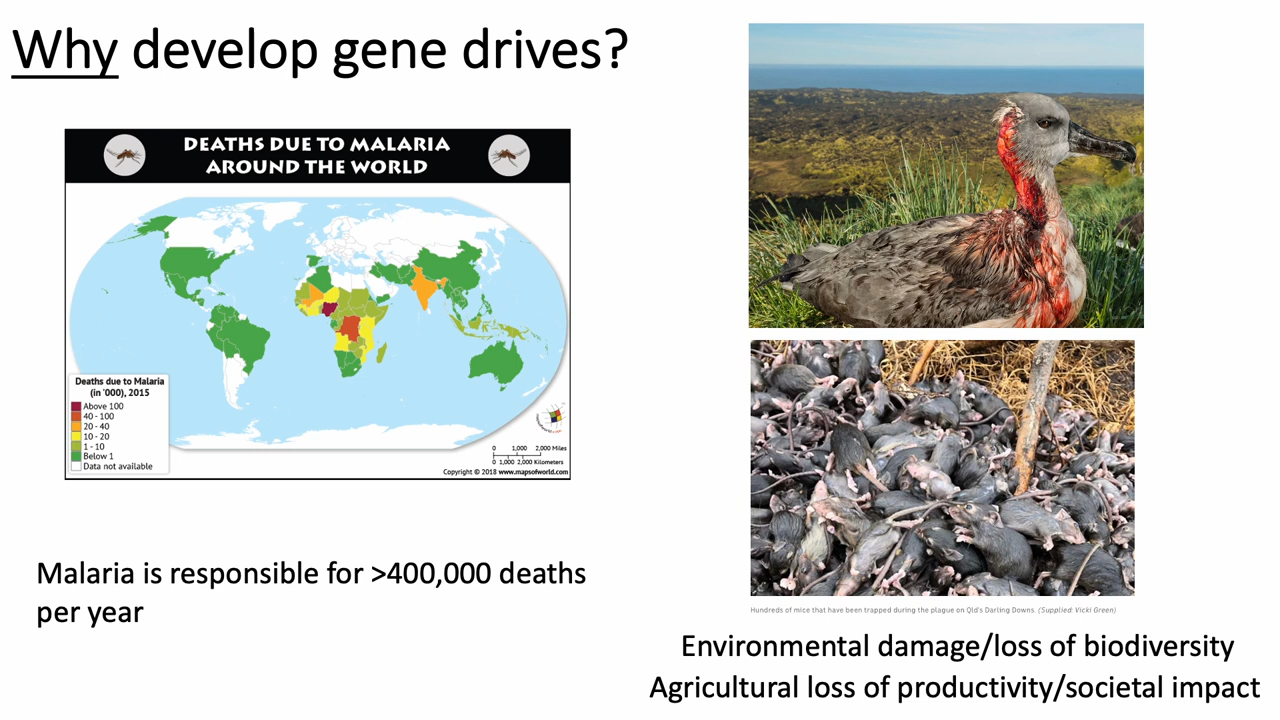 Why develop gene drives?
DEATHS DUE TO MALARIA
AROUND THE WORLD
Deaths due to Malaria
(in '000), 2015
Above 100
40 - 100
20 - 40
10 - 20
1 - 10
Below 1
Data not available
0 1,000 2,000 Miles
0 1,000 2,000 Kilometers
Copyright © 2018 www.mapsofworld.com
Malaria is responsible for >400,000 deaths
per year
Hundreds of mice that have been trapped during the plague on Qld's Darling Downs. (Supplied: Vicki Green)
Environmental damage/loss of biodiversity
Agricultural loss of productivity/societal impact